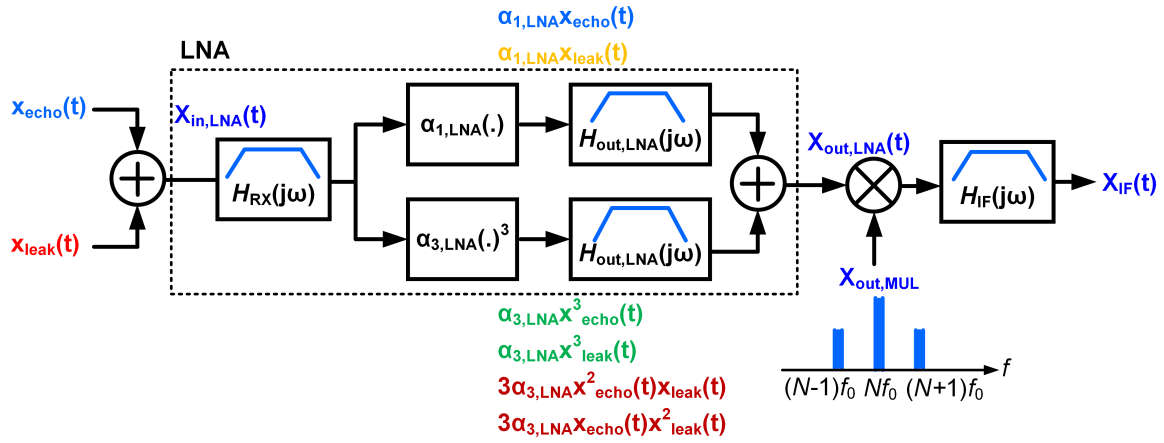 α1,LNAxecho(t)
α1,LNAxleak(t)
LNA
xecho(t)
Xin,LNA(t)
HRX(jω)
α1,LNA(.)
Hout,LNA(jω)
Xout,LNA(t)
HIF(jω)
XIF(t)
xleak(t)
α3,LNA(.)³
Hout,LNA(jω)
Xout,MUL
α3,LNAx³echo(t)
α3,LNAx³leak(t)
3α3,LNAx²echo(t)xleak(t)
3α3,LNAxecho(t)x²leak(t)
f
(N-1)f0 Nf0 (N+1)f0